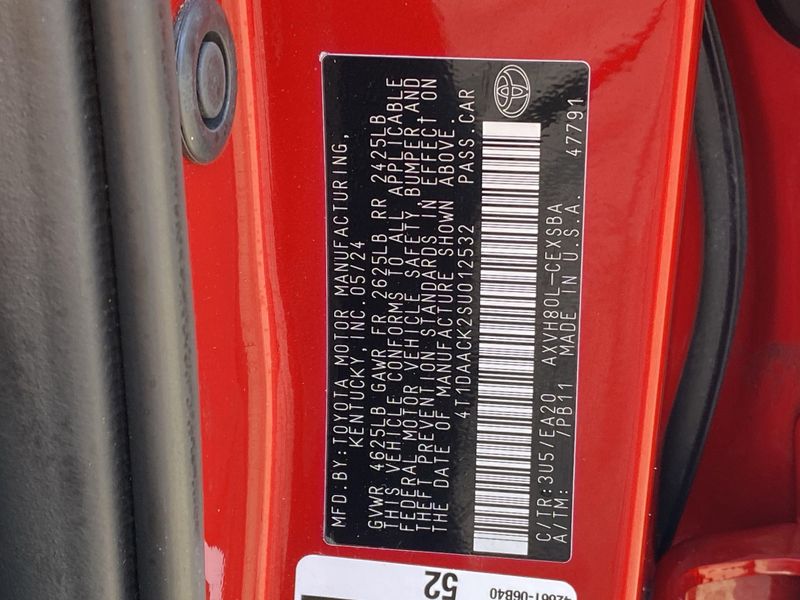 MFD.BY:TOYOTA MOTOR MANUFACTURING,
KENTUCKY, INC.05/24
GVWR 4625LB GAWR FR 2625LB RR 2425LB
THIS VEHICLE CONFORMS TO ALL APPLICABLE
FEDERAL MOTOR VEHICLE SAFETY, BUMPER AND
THEFT PREVENTION STANDARDS IN EFFECT ON
THE DATE OF MANUFACTURE SHOWN ABOVE.
4T1DAACK2SU012532 PASS.CAR
C/TR:3U5/EA20 AXVH80L-CEXSBA
A/TM: /PB11 MADE IN U.S.A. 47791
52
42661-06B40